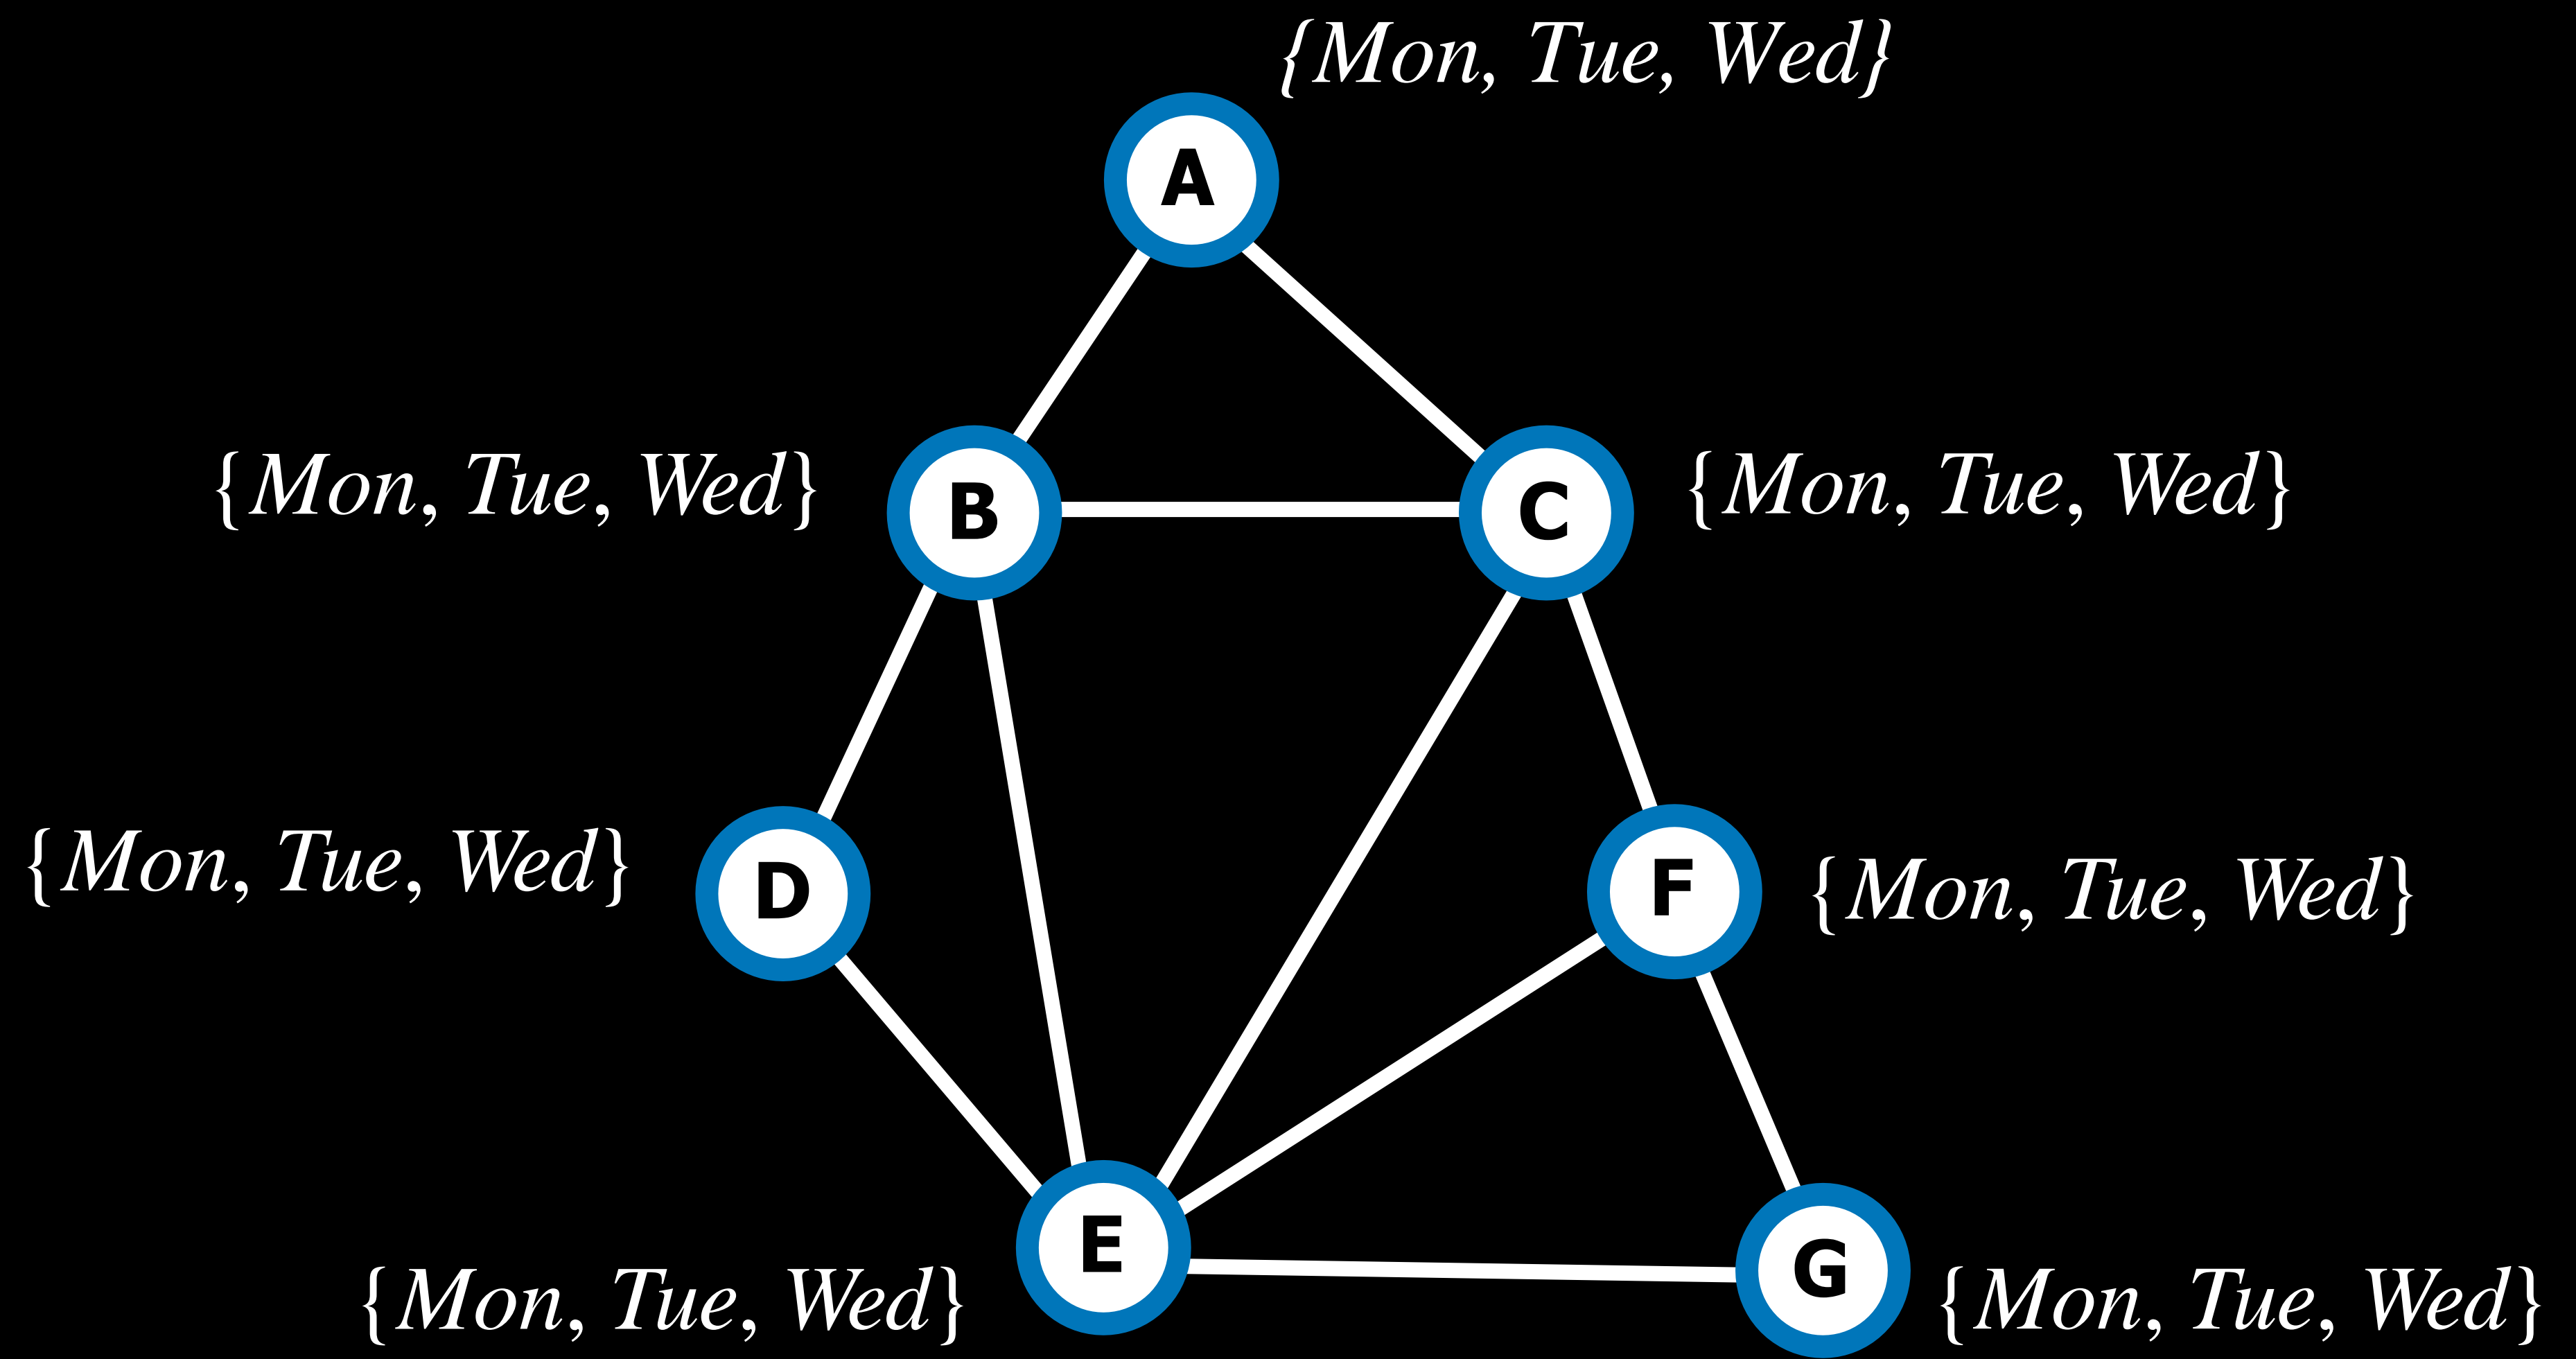 {Mon, Tue, Wed}
A
{Mon, Tue, Wed}
B
C
{Mon, Tue, Wed}
{Mon, Tue, Wed}
D
F
{Mon, Tue, Wed}
{Mon, Tue, Wed}
E
G
{Mon, Tue, Wed}